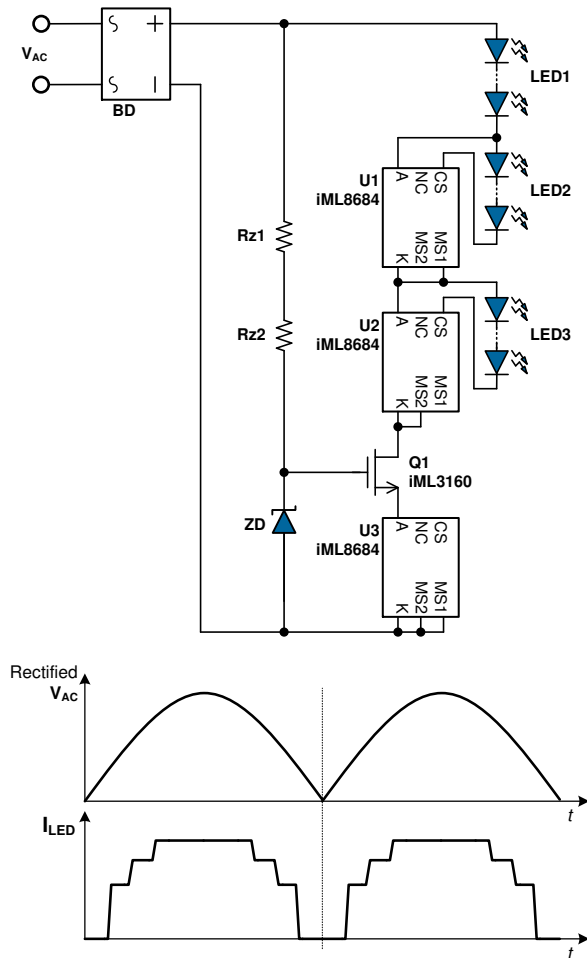 VAC
BD
LED1
U1
iML8684
A
NC
CS
K
MS2
MS1
LED2
Rz1
Rz2
U2
iML8684
A
NC
CS
K
MS2
MS1
LED3
Q1
iML3160
ZD
U3
iML8684
A
NC
CS
K
MS2
MS1
Rectified
VAC
t
ILED
t